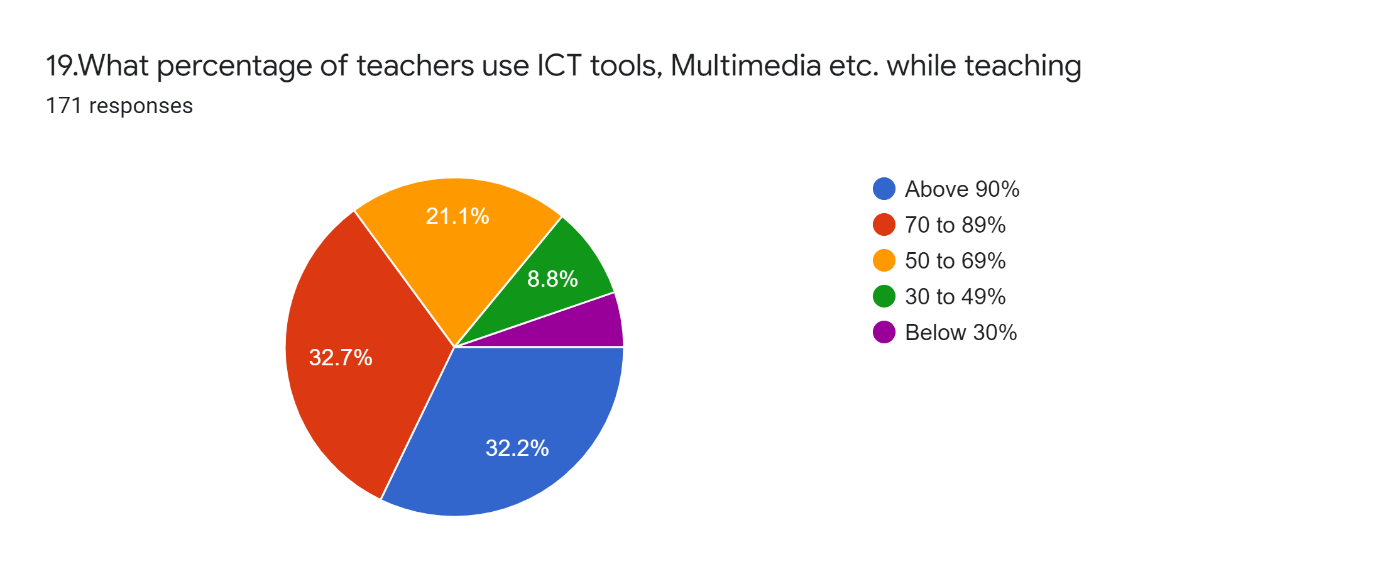 19.What percentage of teachers use ICT tools, Multimedia etc. while teaching
171 responses
21.1%
8.8%
32.7%
32.2%
Above 90%
70 to 89%
50 to 69%
30 to 49%
Below 30%